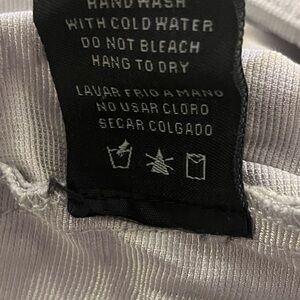 HAND WASH
WITH COLD WATER
DO NOT BLEACH
HANG TO DRY
LAVAR FRIO A MANO
NO USAR CLORO
SECAR COLGADO